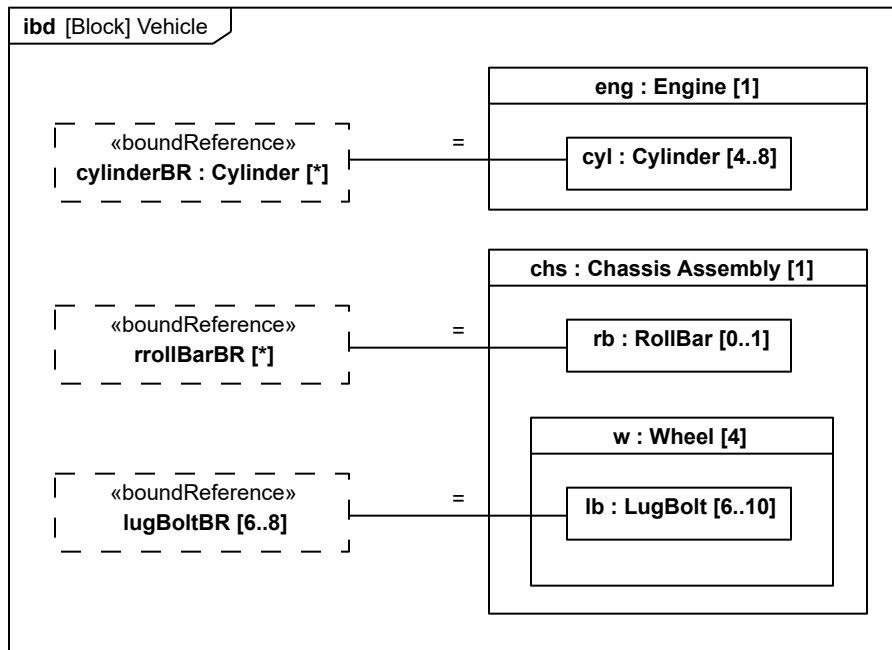 ibd [Block] Vehicle
eng : Engine [1]
«boundReference»
cylinderBR : Cylinder [*]
=
cyl : Cylinder [4..8]
chs : Chassis Assembly [1]
«boundReference»
rrollBarBR [*]
=
rb : RollBar [0..1]
w : Wheel [4]
«boundReference»
lugBoltBR [6..8]
=
lb : LugBolt [6..10]